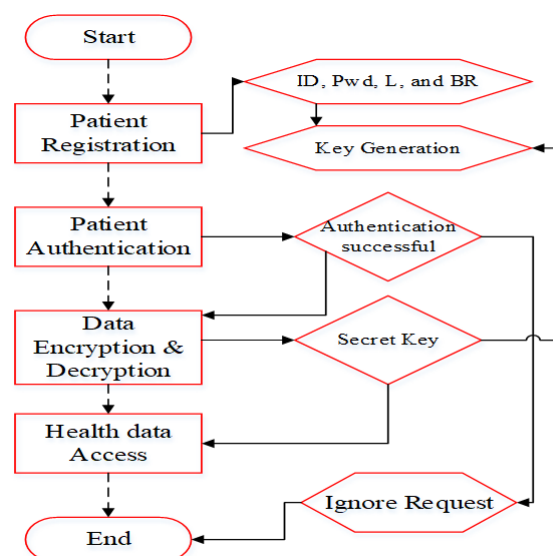 Start
ID, Pwd, L, and BR
Patient
Registration
Key Generation
Patient
Authentication
Authentication
successful
Data
Encryption &
Decryption
Secret Key
Health data
Access
Ignore Request
End